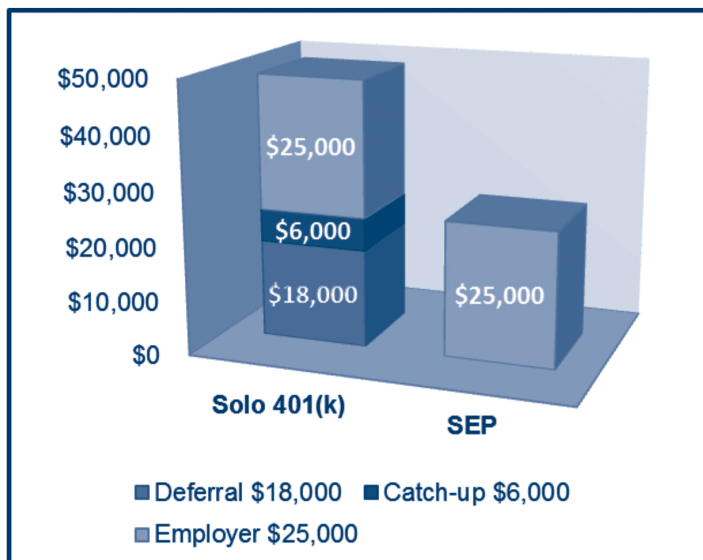 $50,000
$40,000
$30,000
$20,000
$10,000
$0
$25,000
$6,000
$18,000
$25,000
Solo 401(k)
SEP
Deferral $18,000 Catch-up $6,000
Employer $25,000